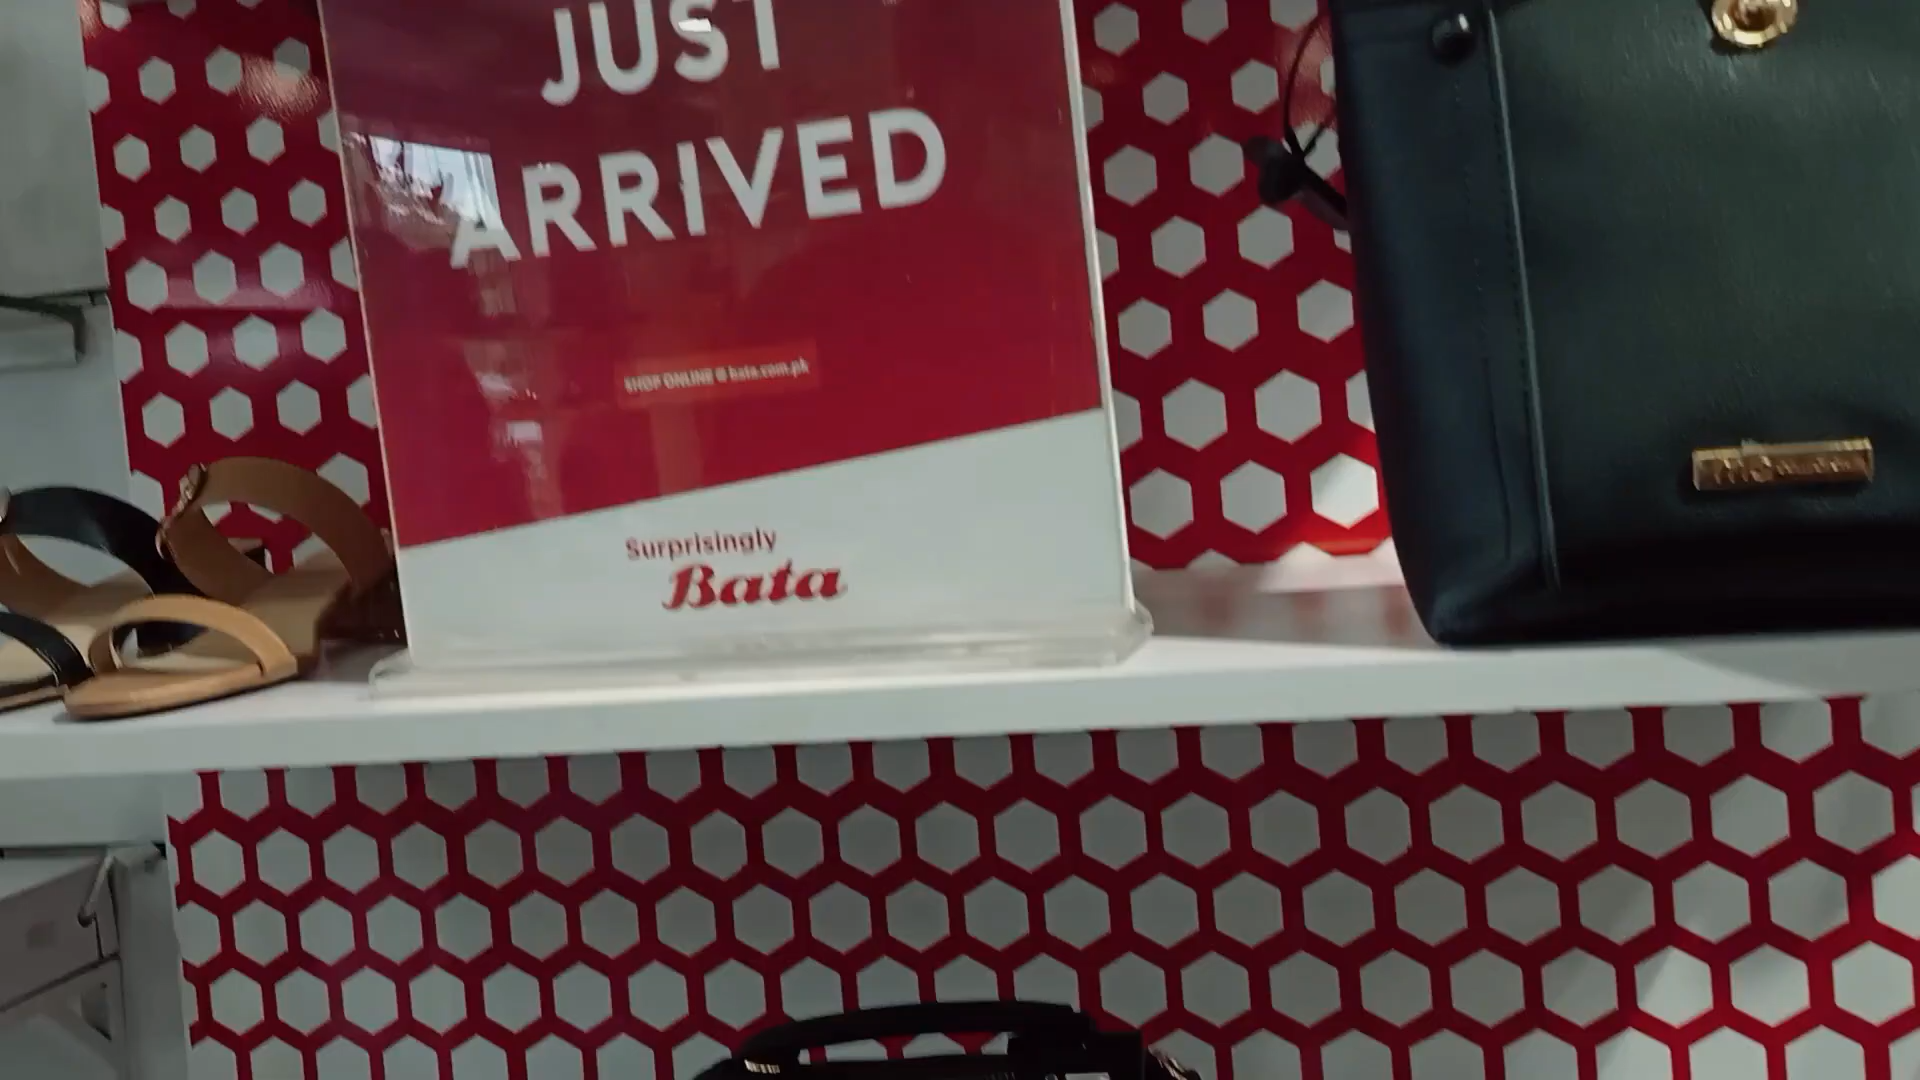 JUST
ARRIVED
SHOP ONLINE @ bata.com.pk
Surprisingly
Bata